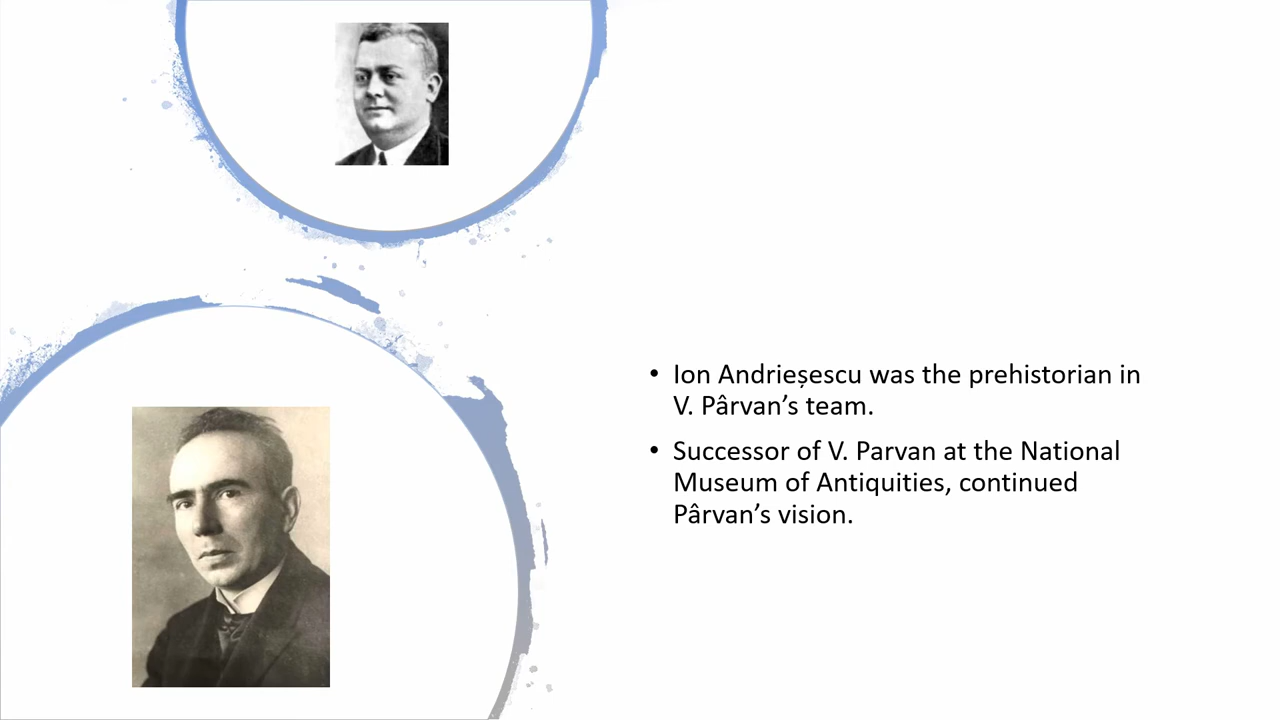 • Ion Andrieșescu was the prehistorian in
V. Pârvan’s team.
• Successor of V. Parvan at the National
Museum of Antiquities, continued
Pârvan’s vision.